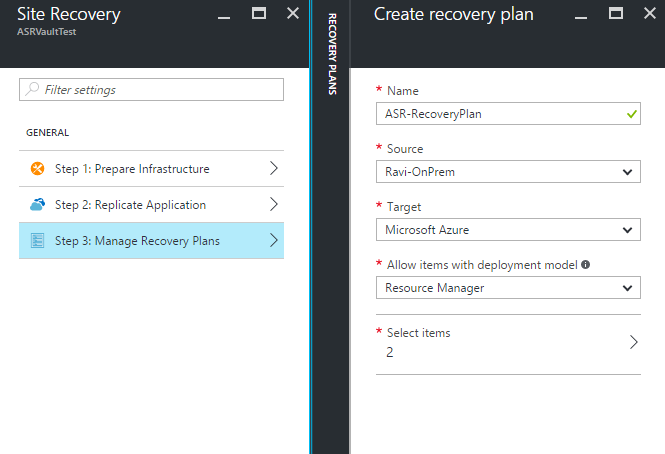 Site Recovery
ASRVaultTest
Filter settings
GENERAL
Step 1: Prepare Infrastructure
Step 2: Replicate Application
Step 3: Manage Recovery Plans
RECOVERY PLANS
Create recovery plan
* Name
ASR-RecoveryPlan
* Source
Ravi-OnPrem
* Target
Microsoft Azure
* Allow items with deployment model
Resource Manager
* Select items
2